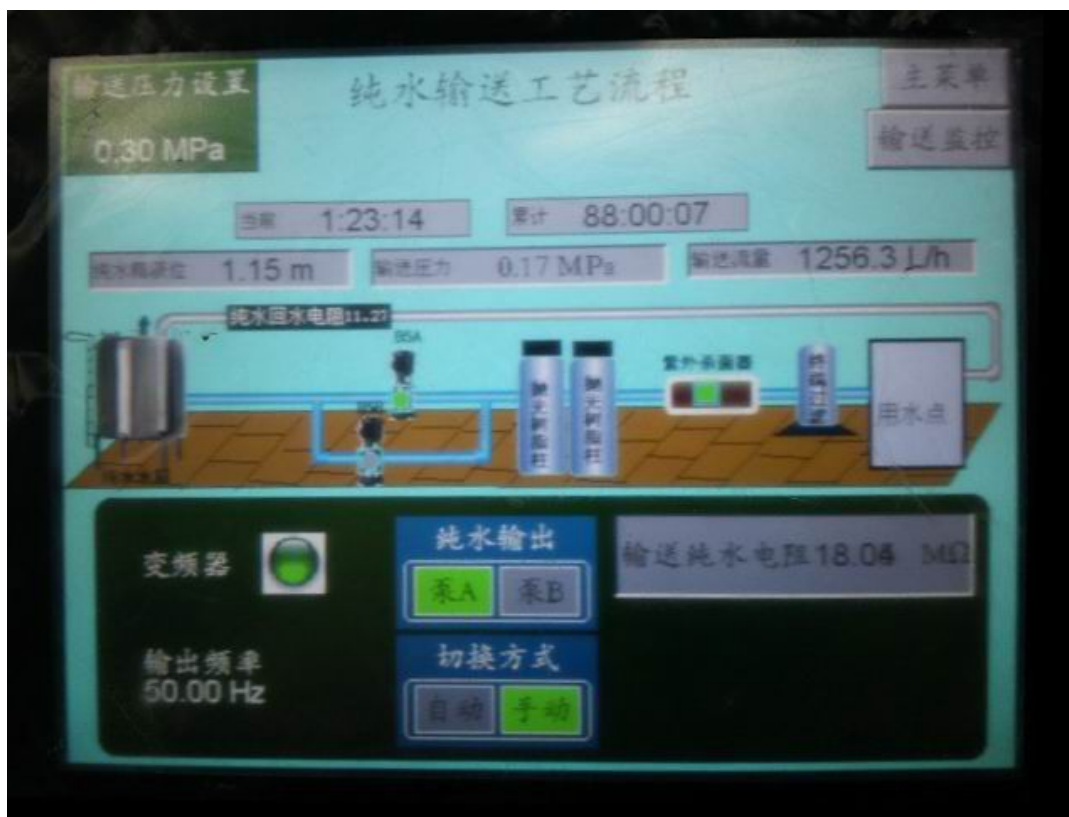 输送压力设置
0.30 MPa
纯水输送工艺流程
主菜单
输送监控
当前 1:23:14
累计 88:00:07
纯水箱液位 1.15 m
输送压力 0.17 MPa
输送流量 1256.3 L/h
纯水回水电阻11.27
B5A
紫外杀菌器
抛光树脂柱
抛光树脂柱
终端过滤
用水点
纯水水箱
变频器
纯水输出
泵A 泵B
输送纯水电阻18.04 MΩ
输出频率
50.00 Hz
切换方式
自动 手动